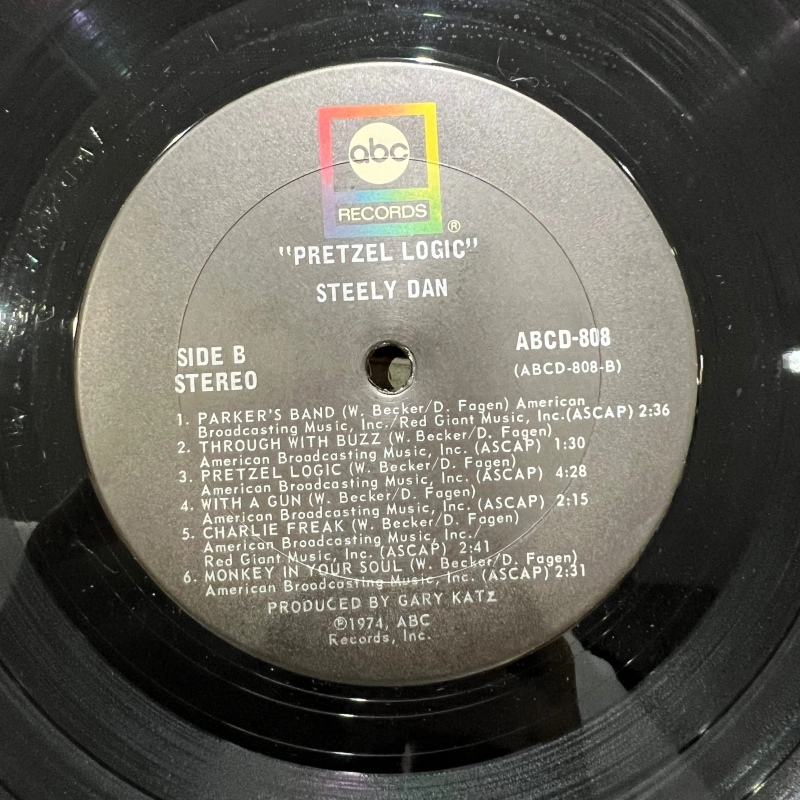 abc
RECORDS ®
"PRETZEL LOGIC"
STEELY DAN
SIDE B
STEREO
ABCD-808
(ABCD-808-B)
1. PARKER'S BAND (W. Becker/D. Fagen) American
Broadcasting Music, Inc./Red Giant Music, Inc.(ASCAP) 2:36
2. THROUGH WITH BUZZ (W. Becker/D. Fagen)
American Broadcasting Music, Inc. (ASCAP) 1:30
3. PRETZEL LOGIC (W. Becker/D. Fagen)
American Broadcasting Music, Inc. (ASCAP) 4:28
4. WITH A GUN (W. Becker/D. Fagen)
American Broadcasting Music, Inc. (ASCAP) 2:15
5. CHARLIE FREAK (W. Becker/D. Fagen)
American Broadcasting Music, Inc./
Red Giant Music, Inc. (ASCAP) 2:41
6. MONKEY IN YOUR SOUL (W. Becker/D. Fagen)
American Broadcasting Music, Inc. (ASCAP) 2:31
PRODUCED BY GARY KATZ
℗1974, ABC
Records, Inc.